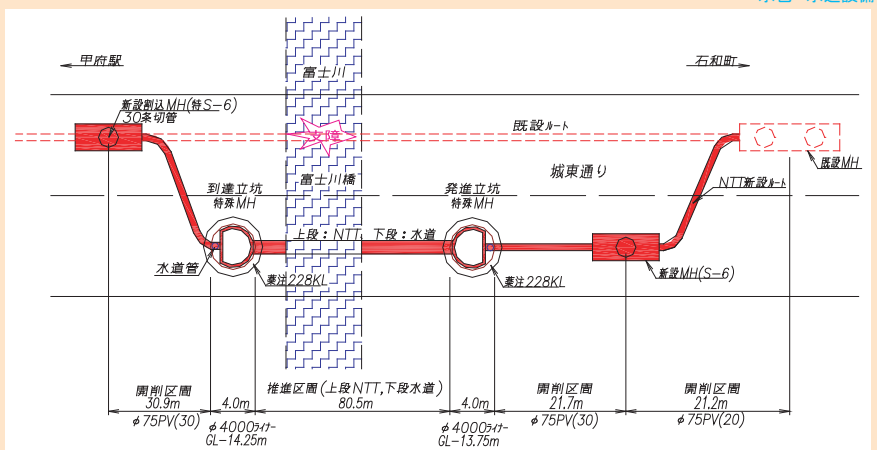 甲府駅
石和町
富士川
新設割込MH(特S-6)
30条切管
支障
既設ルート
既設MH
富士川橋
城東通り
NTT新設ルート
到達立坑
特殊MH
発進立坑
特殊MH
上段：NTT 下段：水道
水道管
薬注228KL
薬注228KL
新設MH(S-6)
開削区間
30.9m
φ75PV(30)
4.0m
φ4000ライナー
GL-14.25m
推進区間(上段NTT,下段水道)
80.5m
4.0m
φ4000ライナー
GL-13.75m
開削区間
21.7m
φ75PV(30)
開削区間
21.2m
φ75PV(20)